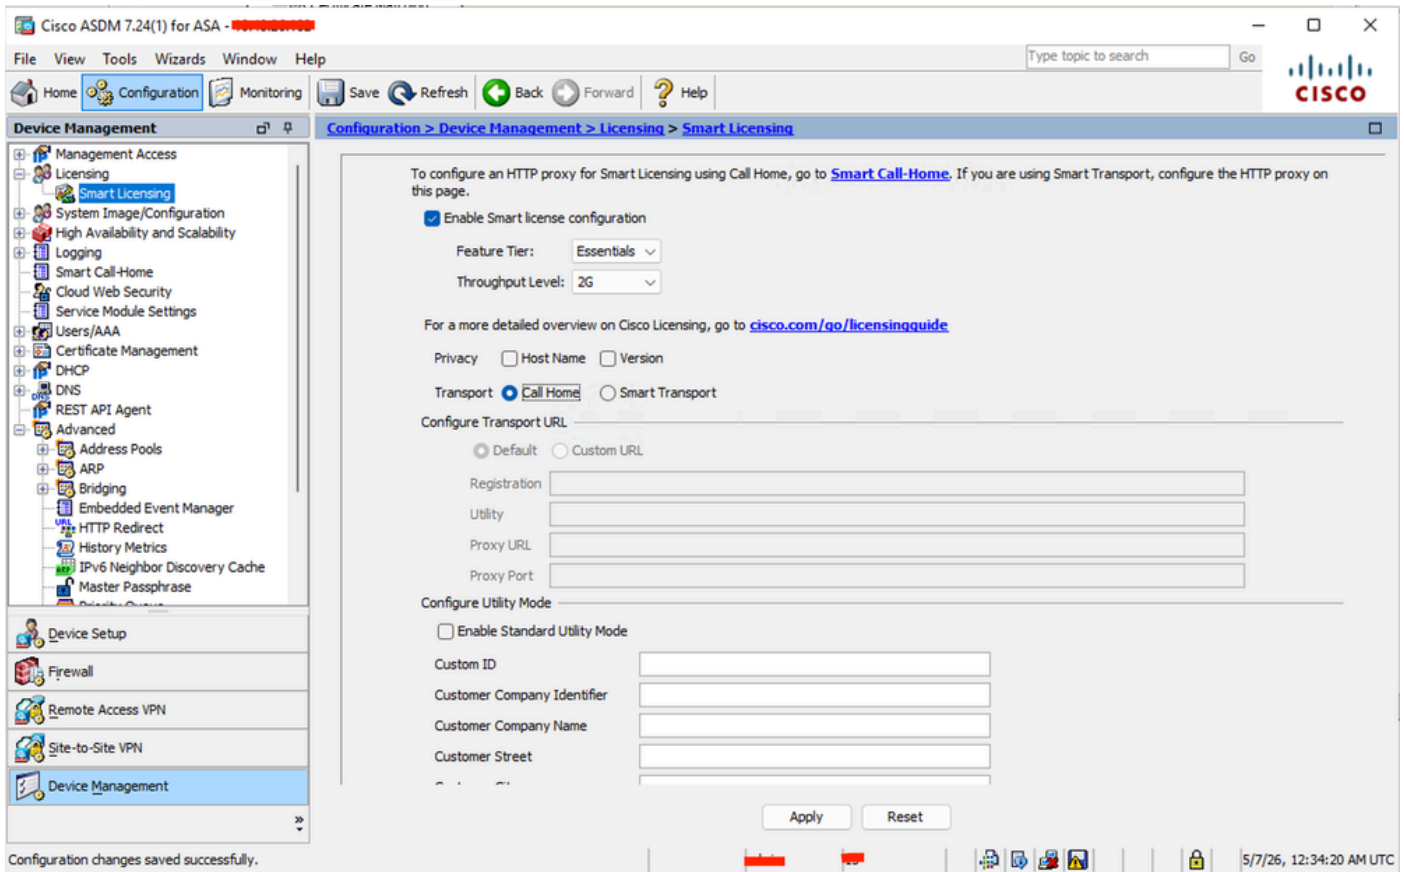 Cisco ASDM 7.24(1) for ASA -
File View Tools Wizards Window Help
Type topic to search Go
Home Configuration Monitoring Save Refresh Back Forward Help
CISCO
Device Management
Configuration > Device Management > Licensing > Smart Licensing
Management Access
Licensing
Smart Licensing
System Image/Configuration
High Availability and Scalability
Logging
Smart Call-Home
Cloud Web Security
Service Module Settings
Users/AAA
Certificate Management
DHCP
DNS
REST API Agent
Advanced
Address Pools
ARP
Bridging
Embedded Event Manager
HTTP Redirect
History Metrics
IPv6 Neighbor Discovery Cache
Master Passphrase
Device Setup
Firewall
Remote Access VPN
Site-to-Site VPN
Device Management
To configure an HTTP proxy for Smart Licensing using Call Home, go to Smart Call-Home. If you are using Smart Transport, configure the HTTP proxy on
this page.
Enable Smart license configuration
Feature Tier: Essentials
Throughput Level: 2G
For a more detailed overview on Cisco Licensing, go to cisco.com/go/licensingguide
Privacy Host Name Version
Transport Call Home Smart Transport
Configure Transport URL
Default Custom URL
Registration
Utility
Proxy URL
Proxy Port
Configure Utility Mode
Enable Standard Utility Mode
Custom ID
Customer Company Identifier
Customer Company Name
Customer Street
Apply Reset
Configuration changes saved successfully.
5/7/26, 12:34:20 AM UTC